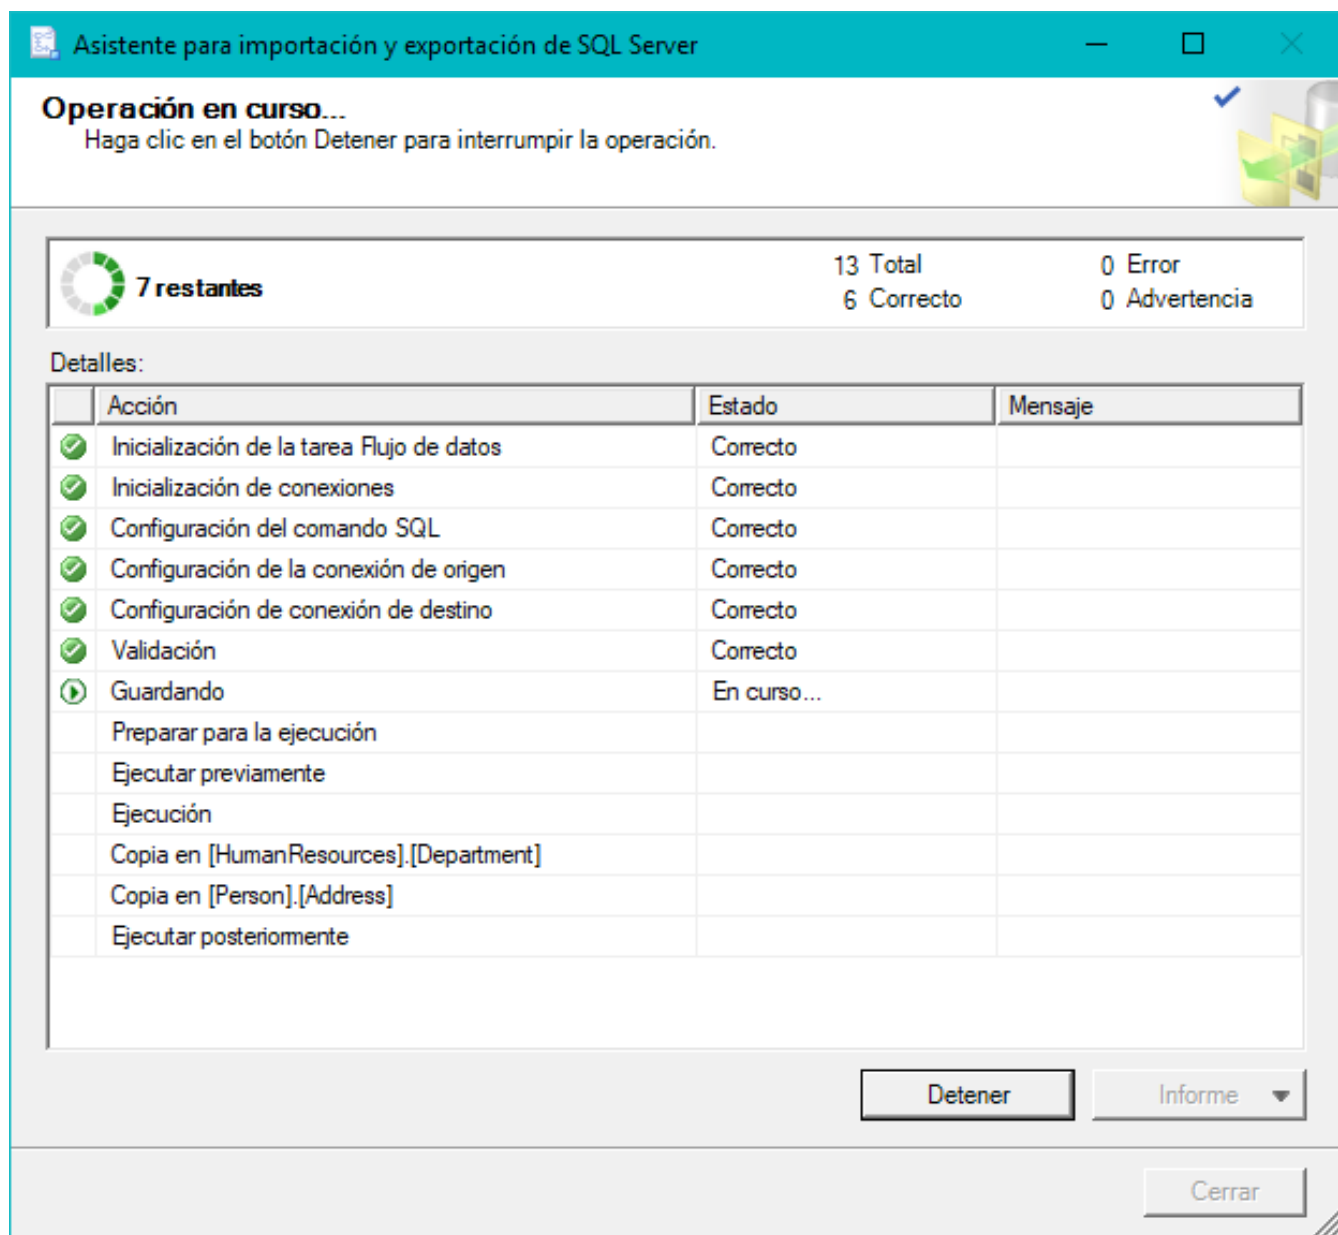 Asistente para importación y exportación de SQL Server
Operación en curso...
Haga clic en el botón Detener para interrumpir la operación.
7 restantes
13 Total
0 Error
6 Correcto
0 Advertencia
Detalles:
Acción Estado Mensaje
Inicialización de la tarea Flujo de datos Correcto
Inicialización de conexiones Correcto
Configuración del comando SQL Correcto
Configuración de la conexión de origen Correcto
Configuración de conexión de destino Correcto
Validación Correcto
Guardando En curso...
Preparar para la ejecución
Ejecutar previamente
Ejecución
Copia en [HumanResources].[Department]
Copia en [Person].[Address]
Ejecutar posteriormente
Detener Informe
Cerrar